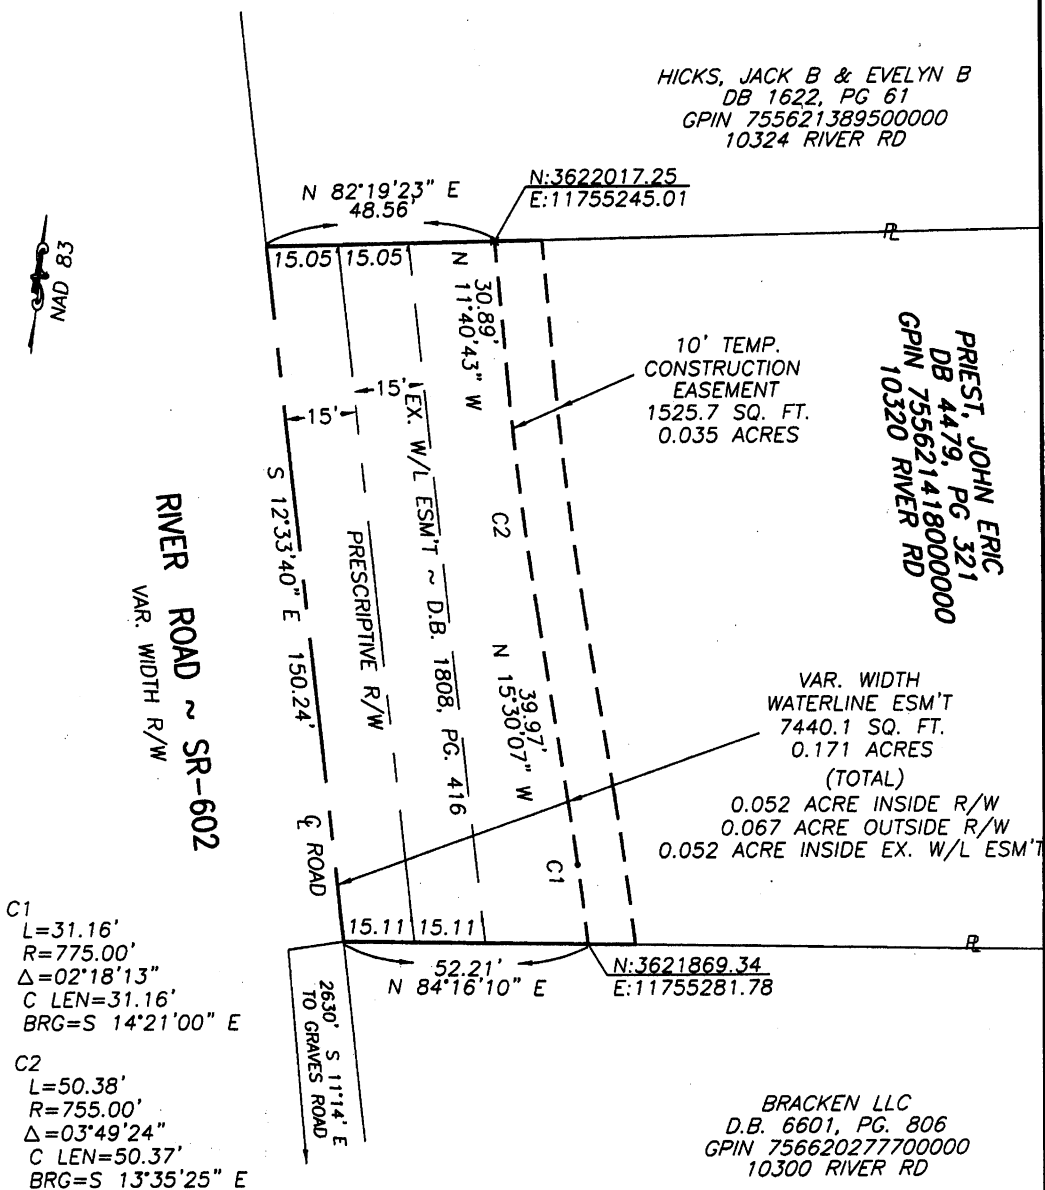 HICKS, JACK B & EVELYN B
DB 1622, PG 61
GPIN 755621389500000
10324 RIVER RD
N 82°19'23" E
48.56'
N:3622017.25
E:11755245.01
PL
NAD 83
15.05'
15.05'
30.89'
N 11°40'43" W
10' TEMP.
CONSTRUCTION
EASEMENT
1525.7 SQ. FT.
0.035 ACRES
PRIEST, JOHN ERIC
DB 4479, PG 321
GPIN 755621418000000
10320 RIVER RD
15'
15'
EX. W/L ESM'T ~ D.B. 1808, PG. 416
PRESCRIPTIVE R/W
S 12°33'40" E 150.24'
C2
39.97'
N 15°30'07" W
RIVER ROAD ~ SR-602
VAR. WIDTH R/W
VAR. WIDTH
WATERLINE ESM'T
7440.1 SQ. FT.
0.171 ACRES
(TOTAL)
0.052 ACRE INSIDE R/W
0.067 ACRE OUTSIDE R/W
0.052 ACRE INSIDE EX. W/L ESM'T
CL ROAD
C1
15.11'
15.11'
PL
52.21'
N 84°16'10" E
N:3621869.34
E:11755281.78
2630' S 11°14' E
TO GRAVES ROAD
C1
L=31.16'
R=775.00'
Δ=02°18'13"
C LEN=31.16'
BRG=S 14°21'00" E
C2
L=50.38'
R=755.00'
Δ=03°49'24"
C LEN=50.37'
BRG=S 13°35'25" E
BRACKEN LLC
D.B. 6601, PG. 806
GPIN 756620277700000
10300 RIVER RD